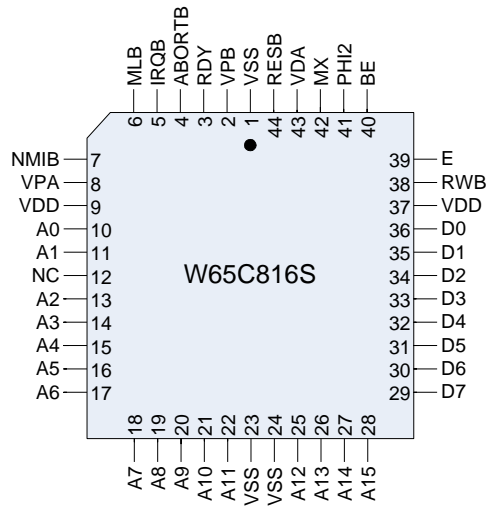 MLB IRQB ABORTB RDY VPB VSS RESB VDA MX PHI2 BE
6 5 4 3 2 1 44 43 42 41 40
NMIB 7 39 E
VPA 8 38 RWB
VDD 9 37 VDD
A0 10 36 D0
A1 11 35 D1
NC 12 W65C816S 34 D2
A2 13 33 D3
A3 14 32 D4
A4 15 31 D5
A5 16 30 D6
A6 17 29 D7
18 19 20 21 22 23 24 25 26 27 28
A7 A8 A9 A10 A11 VSS VSS A12 A13 A14 A15